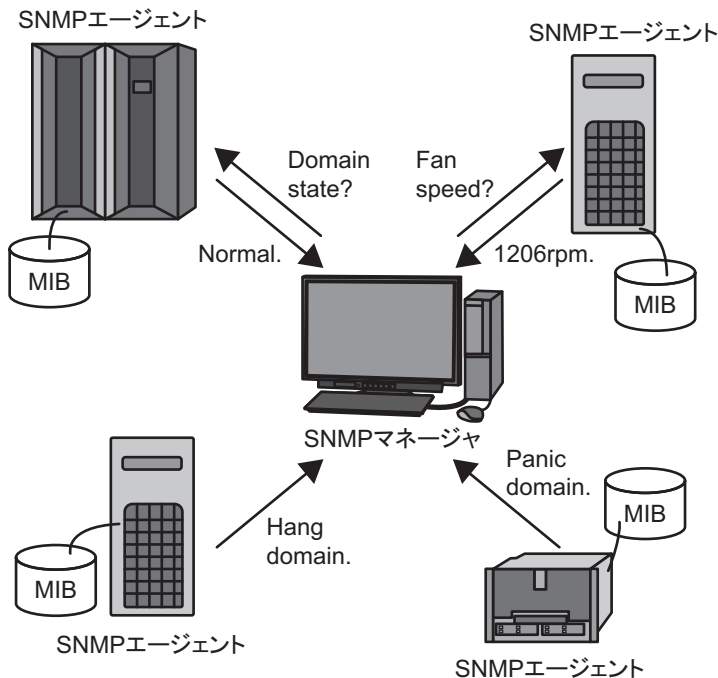 SNMPエージェント
SNMPエージェント
Domain
state?
Fan
speed?
Normal.
1206rpm.
MIB
MIB
SNMPマネージャ
Panic
domain.
MIB
Hang
domain.
MIB
SNMPエージェント
SNMPエージェント